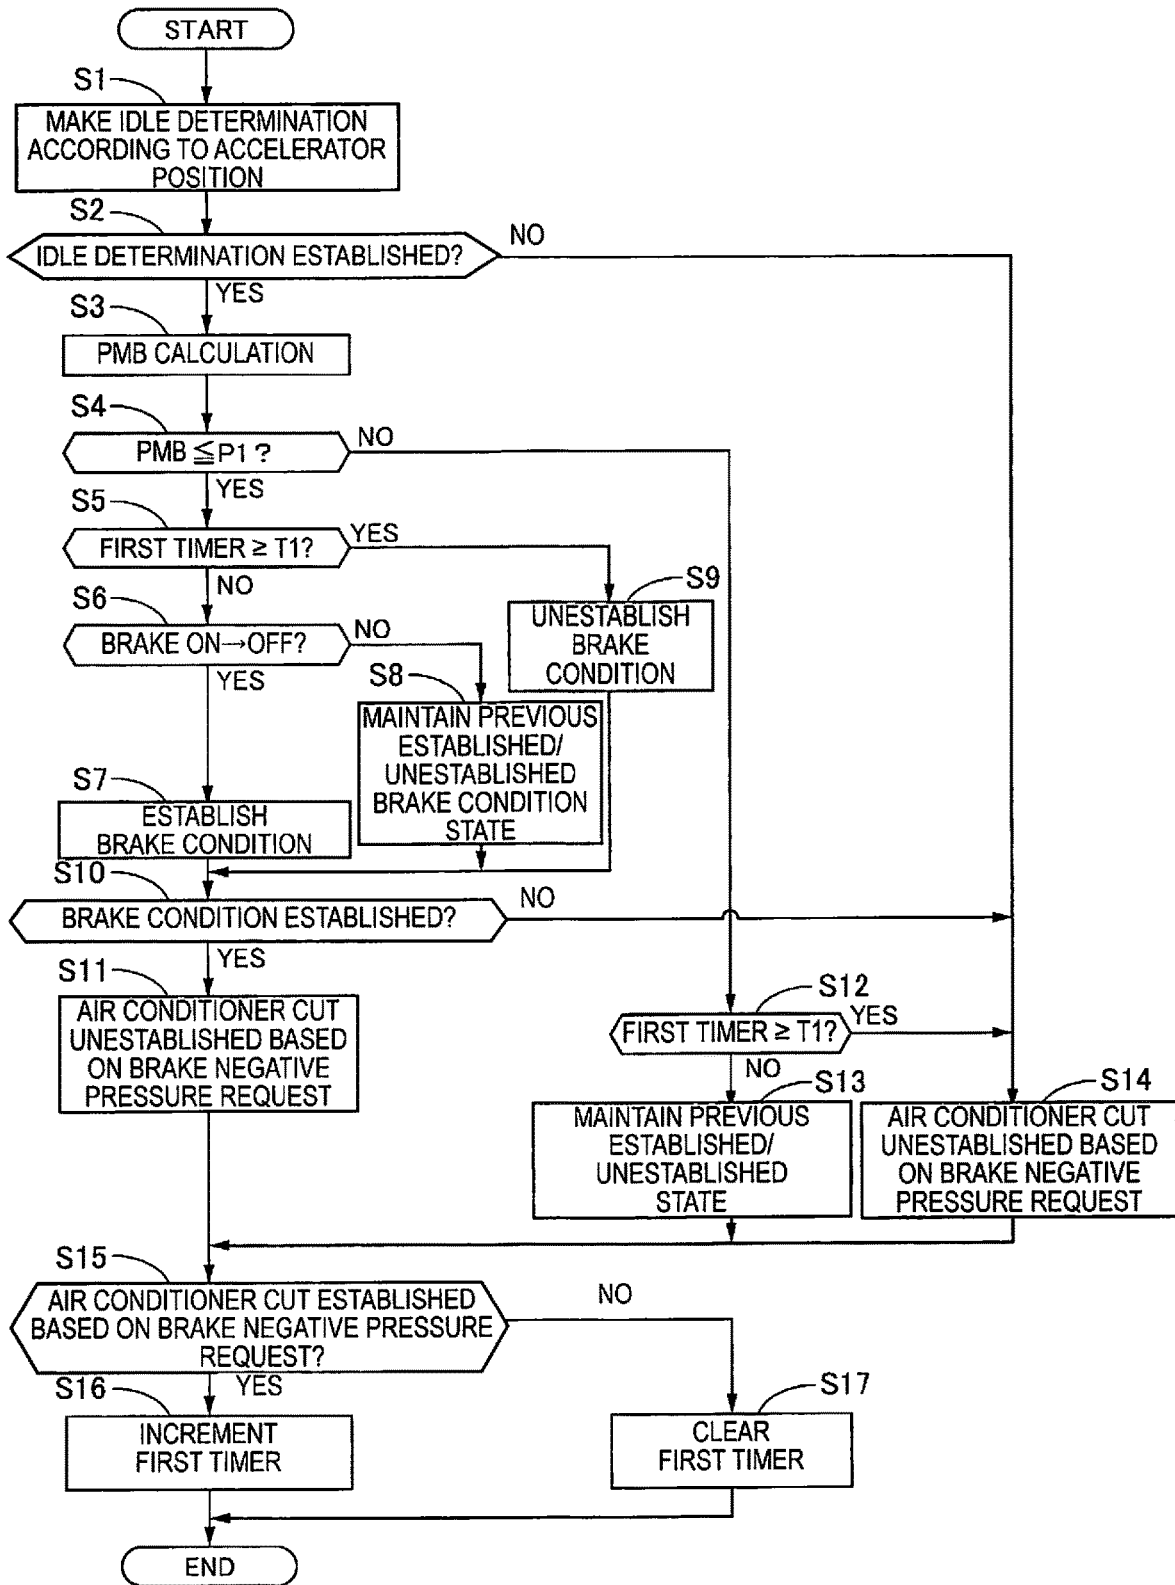 START
S1
MAKE IDLE DETERMINATION
ACCORDING TO ACCELERATOR
POSITION
S2
IDLE DETERMINATION ESTABLISHED?
NO
YES
S3
PMB CALCULATION
S4
PMB ≦ P1 ?
NO
YES
S5
FIRST TIMER ≥ T1?
YES
NO
S6
BRAKE ON→OFF?
NO
YES
S9
UNESTABLISH
BRAKE
CONDITION
S8
MAINTAIN PREVIOUS
ESTABLISHED/
UNESTABLISHED
BRAKE CONDITION
STATE
S7
ESTABLISH
BRAKE CONDITION
S10
BRAKE CONDITION ESTABLISHED?
NO
YES
S11
AIR CONDITIONER CUT
UNESTABLISHED BASED
ON BRAKE NEGATIVE
PRESSURE REQUEST
S12
FIRST TIMER ≥ T1?
YES
NO
S13
MAINTAIN PREVIOUS
ESTABLISHED/
UNESTABLISHED
STATE
S14
AIR CONDITIONER CUT
UNESTABLISHED BASED
ON BRAKE NEGATIVE
PRESSURE REQUEST
S15
AIR CONDITIONER CUT ESTABLISHED
BASED ON BRAKE NEGATIVE PRESSURE
REQUEST?
NO
YES
S16
INCREMENT
FIRST TIMER
S17
CLEAR
FIRST TIMER
END